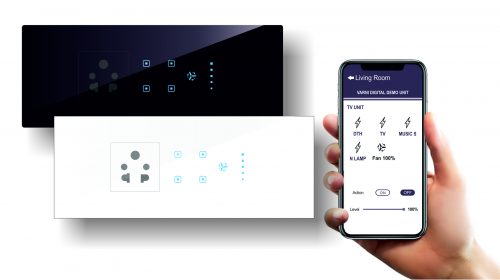 Living Room
VARNI DIGITAL DEMO UNIT
TV UNIT
DTH TV MUSIC S
N LAMP Fan 100%
Action ON OFF
Level 100%